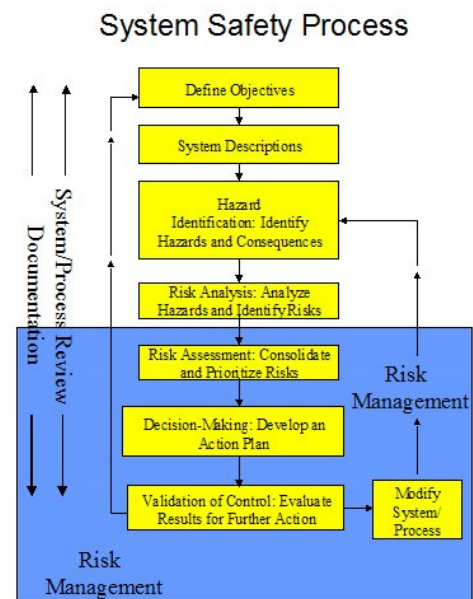 System Safety Process
Define Objectives
System Descriptions
Hazard
Identification: Identify
Hazards and Consequences
Risk Analysis: Analyze
Hazards and Identify Risks
Risk Assessment: Consolidate
and Prioritize Risks
Decision-Making: Develop an
Action Plan
Validation of Control: Evaluate
Results for Further Action
Modify
System/
Process
Risk
Management
Risk
Management
System/Process Review
Documentation